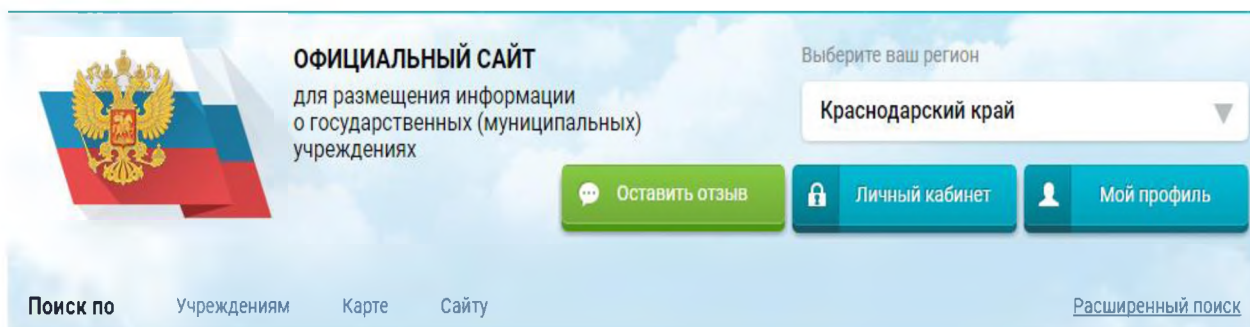 ОФИЦИАЛЬНЫЙ САЙТ
для размещения информации
о государственных (муниципальных)
учреждениях
Выберите ваш регион
Краснодарский край
Оставить отзыв
Личный кабинет
Мой профиль
Поиск по Учреждениям Карте Сайту Расширенный поиск